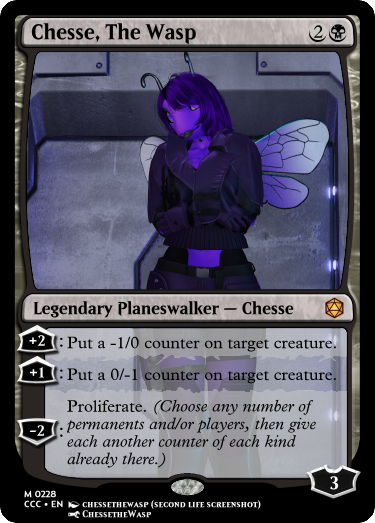 Chesse, The Wasp 2
Legendary Planeswalker — Chesse
+2: Put a -1/0 counter on target creature.
+1: Put a 0/-1 counter on target creature.
Proliferate. (Choose any number of
-2: permanents and/or players, then give
each another counter of each kind
already there.)
3
M 0228
CCC • EN CHESSETHEWASP (SECOND LIFE SCREENSHOT)
CHESSETHEWASP